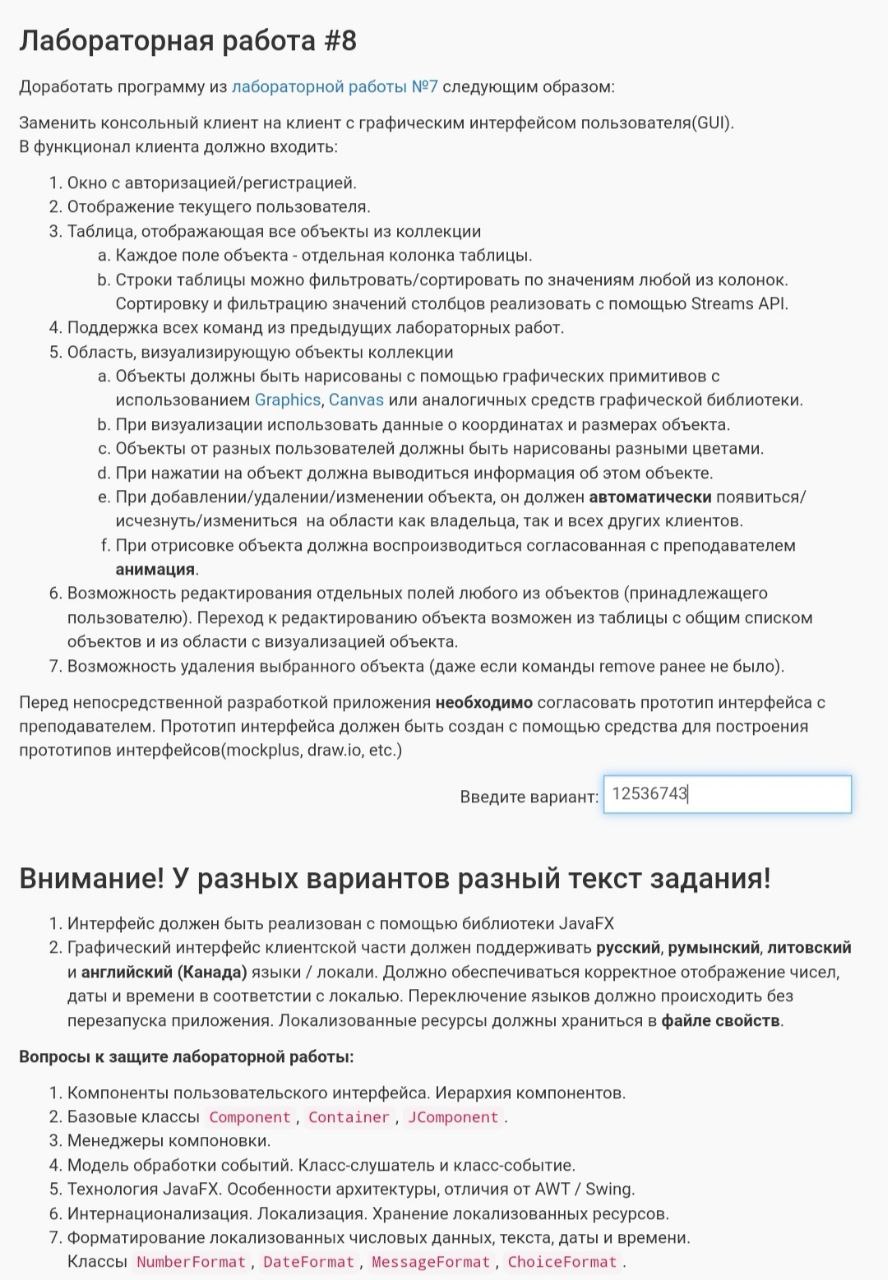 Лабораторная работа #8
Доработать программу из лабораторной работы №7 следующим образом:
Заменить консольный клиент на клиент с графическим интерфейсом пользователя(GUI).
В функционал клиента должно входить:
1. Окно с авторизацией/регистрацией.
2. Отображение текущего пользователя.
3. Таблица, отображающая все объекты из коллекции
a. Каждое поле объекта - отдельная колонка таблицы.
b. Строки таблицы можно фильтровать/сортировать по значениям любой из колонок.
Сортировку и фильтрацию значений столбцов реализовать с помощью Streams API.
4. Поддержка всех команд из предыдущих лабораторных работ.
5. Область, визуализирующую объекты коллекции
a. Объекты должны быть нарисованы с помощью графических примитивов с
использованием Graphics, Canvas или аналогичных средств графической библиотеки.
b. При визуализации использовать данные о координатах и размерах объекта.
c. Объекты от разных пользователей должны быть нарисованы разными цветами.
d. При нажатии на объект должна выводиться информация об этом объекте.
e. При добавлении/удалении/изменении объекта, он должен автоматически появиться/
исчезнуть/измениться на области как владельца, так и всех других клиентов.
f. При отрисовке объекта должна воспроизводиться согласованная с преподавателем
анимация.
6. Возможность редактирования отдельных полей любого из объектов (принадлежащего
пользователю). Переход к редактированию объекта возможен из таблицы с общим списком
объектов и из области с визуализацией объекта.
7. Возможность удаления выбранного объекта (даже если команды remove ранее не было).
Перед непосредственной разработкой приложения необходимо согласовать прототип интерфейса с
преподавателем. Прототип интерфейса должен быть создан с помощью средства для построения
прототипов интерфейсов(mockplus, draw.io, etc.)
Введите вариант: 12536743
Внимание! У разных вариантов разный текст задания!
1. Интерфейс должен быть реализован с помощью библиотеки JavaFX
2. Графический интерфейс клиентской части должен поддерживать русский, румынский, литовский
и английский (Канада) языки / локали. Должно обеспечиваться корректное отображение чисел,
даты и времени в соответстии с локалью. Переключение языков должно происходить без
перезапуска приложения. Локализованные ресурсы должны храниться в файле свойств.
Вопросы к защите лабораторной работы:
1. Компоненты пользовательского интерфейса. Иерархия компонентов.
2. Базовые классы Component, Container, JComponent.
3. Менеджеры компоновки.
4. Модель обработки событий. Класс-слушатель и класс-событие.
5. Технология JavaFX. Особенности архитектуры, отличия от AWT / Swing.
6. Интернационализация. Локализация. Хранение локализованных ресурсов.
7. Форматирование локализованных числовых данных, текста, даты и времени.
Классы NumberFormat, DateFormat, MessageFormat, ChoiceFormat.